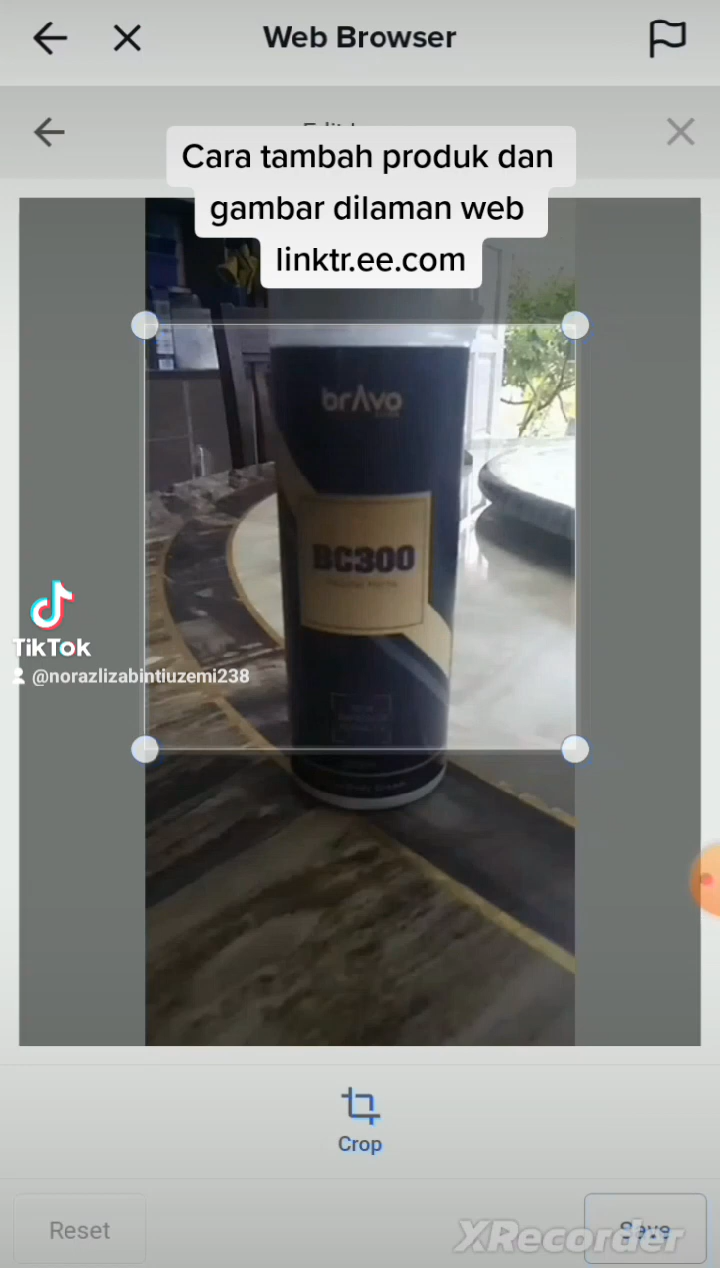 Web Browser
Cara tambah produk dan
gambar dilaman web
linktr.ee.com
brAvo
BC300
TikTok
@norazlizabintiuzemi238
Crop
Reset
Save
XRecorder